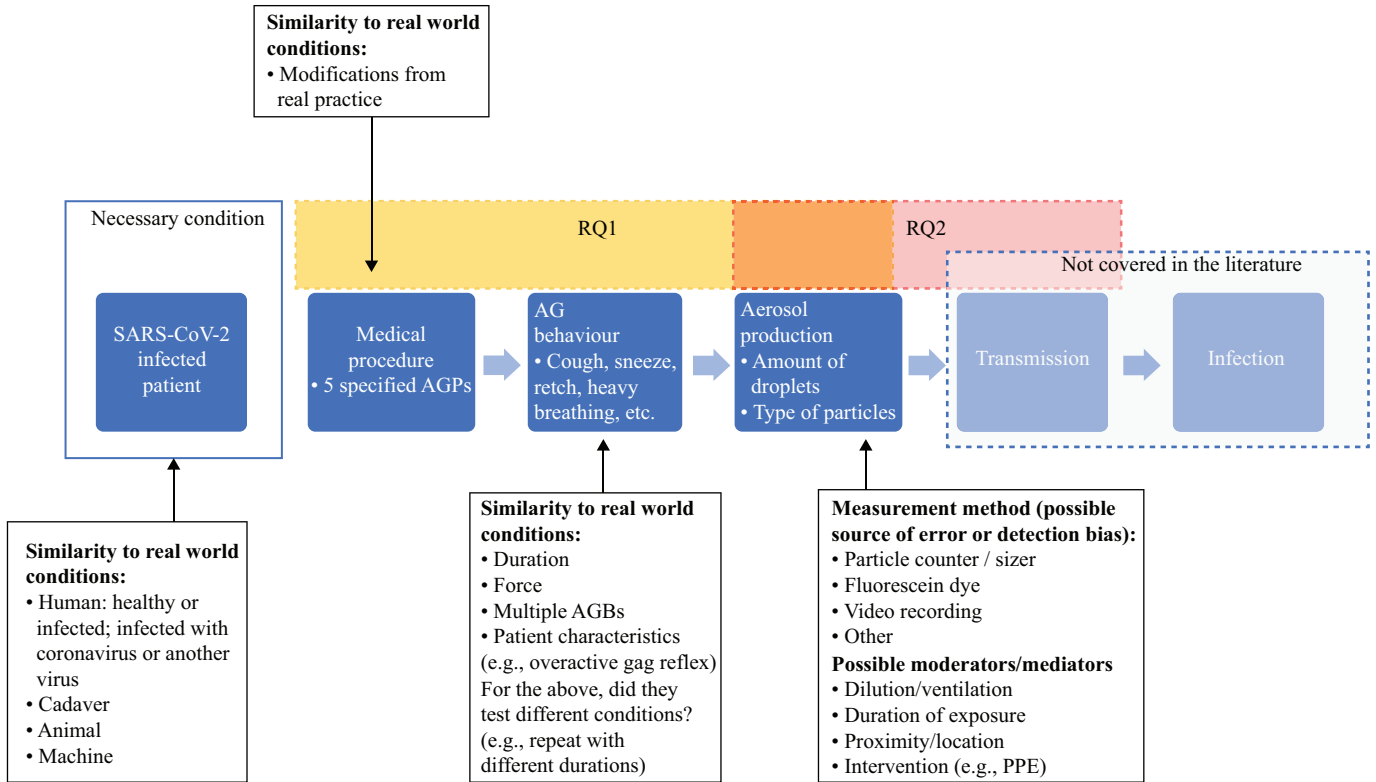 Similarity to real world
conditions:
• Modifications from
real practice
Necessary condition
RQ1
RQ2
Not covered in the literature
SARS-CoV-2
infected
patient
Medical
procedure
• 5 specified AGPs
AG
behaviour
• Cough, sneeze,
retch, heavy
breathing, etc.
Aerosol
production
• Amount of
droplets
• Type of particles
Transmission
Infection
Similarity to real world
conditions:
• Human: healthy or
infected; infected with
coronavirus or another
virus
• Cadaver
• Animal
• Machine
Similarity to real world
conditions:
• Duration
• Force
• Multiple AGBs
• Patient characteristics
(e.g., overactive gag reflex)
For the above, did they
test different conditions?
(e.g., repeat with
different durations)
Measurement method (possible
source of error or detection bias):
• Particle counter / sizer
• Fluorescein dye
• Video recording
• Other
Possible moderators/mediators
• Dilution/ventilation
• Duration of exposure
• Proximity/location
• Intervention (e.g., PPE)